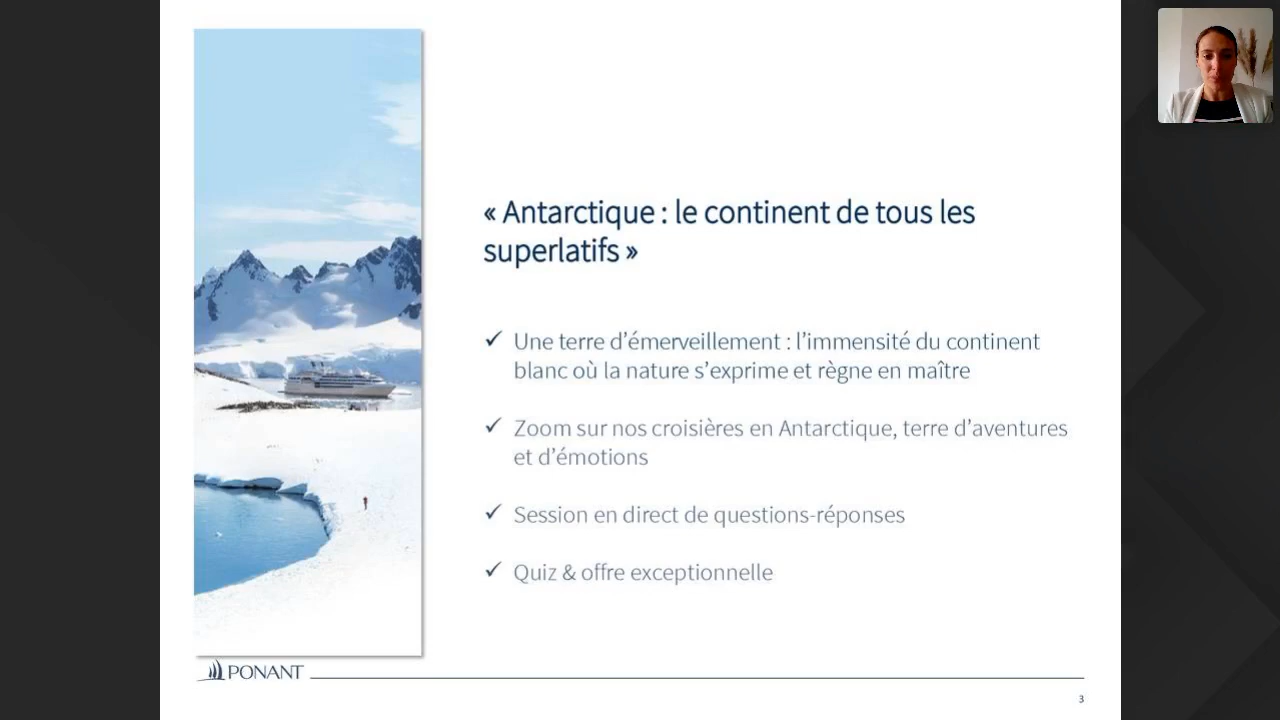 « Antarctique : le continent de tous les
superlatifs »
✓ Une terre d’émerveillement : l’immensité du continent
blanc où la nature s’exprime et règne en maître
✓ Zoom sur nos croisières en Antarctique, terre d’aventures
et d’émotions
✓ Session en direct de questions-réponses
✓ Quiz & offre exceptionnelle
PONANT
3